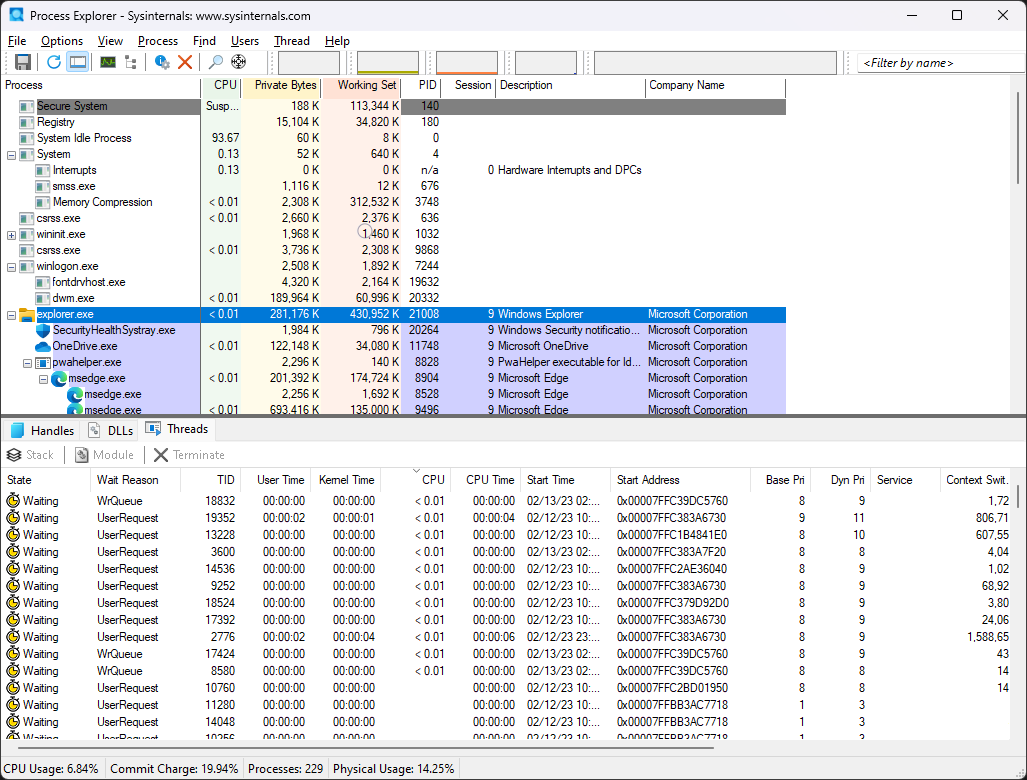 Process Explorer - Sysinternals: www.sysinternals.com
File Options View Process Find Users Thread Help
<Filter by name>
Process CPU Private Bytes Working Set PID Session Description Company Name
Secure System Susp... 188 K 113,344 K 140
Registry 15,104 K 34,820 K 180
System Idle Process 93.67 60 K 8 K 0
System 0.13 52 K 640 K 4
Interrupts 0.13 0 K 0 K n/a 0 Hardware Interrupts and DPCs
smss.exe 1,116 K 12 K 676
Memory Compression < 0.01 2,308 K 312,532 K 3748
csrss.exe < 0.01 2,660 K 2,376 K 636
wininit.exe 1,968 K 1,460 K 1032
csrss.exe < 0.01 3,736 K 2,308 K 9868
winlogon.exe 2,508 K 1,892 K 7244
fontdrvhost.exe 4,320 K 2,164 K 19632
dwm.exe < 0.01 189,964 K 60,996 K 20332
explorer.exe < 0.01 281,176 K 430,952 K 21008 9 Windows Explorer Microsoft Corporation
SecurityHealthSystray.exe 1,984 K 796 K 20264 9 Windows Security notificatio... Microsoft Corporation
OneDrive.exe < 0.01 122,148 K 34,080 K 11748 9 Microsoft OneDrive Microsoft Corporation
pwahelper.exe 2,296 K 140 K 8828 9 PwaHelper executable for Id... Microsoft Corporation
msedge.exe < 0.01 201,392 K 174,724 K 8904 9 Microsoft Edge Microsoft Corporation
msedge.exe 2,256 K 1,692 K 8528 9 Microsoft Edge Microsoft Corporation
msedge.exe < 0.01 693,416 K 135,000 K 9496 9 Microsoft Edge Microsoft Corporation
Handles DLLs Threads
Stack Module Terminate
State Wait Reason TID User Time Kernel Time CPU CPU Time Start Time Start Address Base Pri Dyn Pri Service Context Swit.
Waiting WrQueue 18832 00:00:00 00:00:00 < 0.01 00:00:00 02/13/23 02:... 0x00007FFC39DC5760 8 9 1,72
Waiting UserRequest 19352 00:00:02 00:00:01 < 0.01 00:00:04 02/12/23 10:... 0x00007FFC383A6730 9 11 806,71
Waiting UserRequest 13228 00:00:00 00:00:00 < 0.01 00:00:00 02/12/23 10:... 0x00007FFC1B4841E0 8 10 607,55
Waiting UserRequest 3600 00:00:00 00:00:00 < 0.01 00:00:00 02/13/23 02:... 0x00007FFC383A7F20 8 8 4,04
Waiting UserRequest 14536 00:00:00 00:00:00 < 0.01 00:00:00 02/12/23 10:... 0x00007FFC2AE36040 8 9 1,02
Waiting UserRequest 9252 00:00:00 00:00:00 < 0.01 00:00:00 02/12/23 10:... 0x00007FFC383A6730 8 9 68,92
Waiting UserRequest 18524 00:00:00 00:00:00 < 0.01 00:00:00 02/12/23 10:... 0x00007FFC379D92D0 8 9 3,80
Waiting UserRequest 17392 00:00:00 00:00:00 < 0.01 00:00:00 02/12/23 10:... 0x00007FFC383A6730 8 9 24,06
Waiting UserRequest 2776 00:00:02 00:00:04 < 0.01 00:00:06 02/12/23 23:... 0x00007FFC383A6730 8 9 1,588,65
Waiting WrQueue 17424 00:00:00 00:00:00 < 0.01 00:00:00 02/13/23 02:... 0x00007FFC39DC5760 8 8 43
Waiting WrQueue 8580 00:00:00 00:00:00 < 0.01 00:00:00 02/13/23 02:... 0x00007FFC39DC5760 8 8 14
Waiting UserRequest 10760 00:00:00 00:00:00 00:00:00 02/12/23 10:... 0x00007FFC2BD01950 8 8 14
Waiting UserRequest 11280 00:00:00 00:00:00 00:00:00 02/12/23 10:... 0x00007FFBB3AC7718 1 3
Waiting UserRequest 14048 00:00:00 00:00:00 00:00:00 02/12/23 10:... 0x00007FFBB3AC7718 1 3
Waiting UserRequest 10256 00:00:00 00:00:00 00:00:00 02/12/23 10:... 0x00007FFBB3AC7718 1 3
CPU Usage: 6.84% Commit Charge: 19.94% Processes: 229 Physical Usage: 14.25%